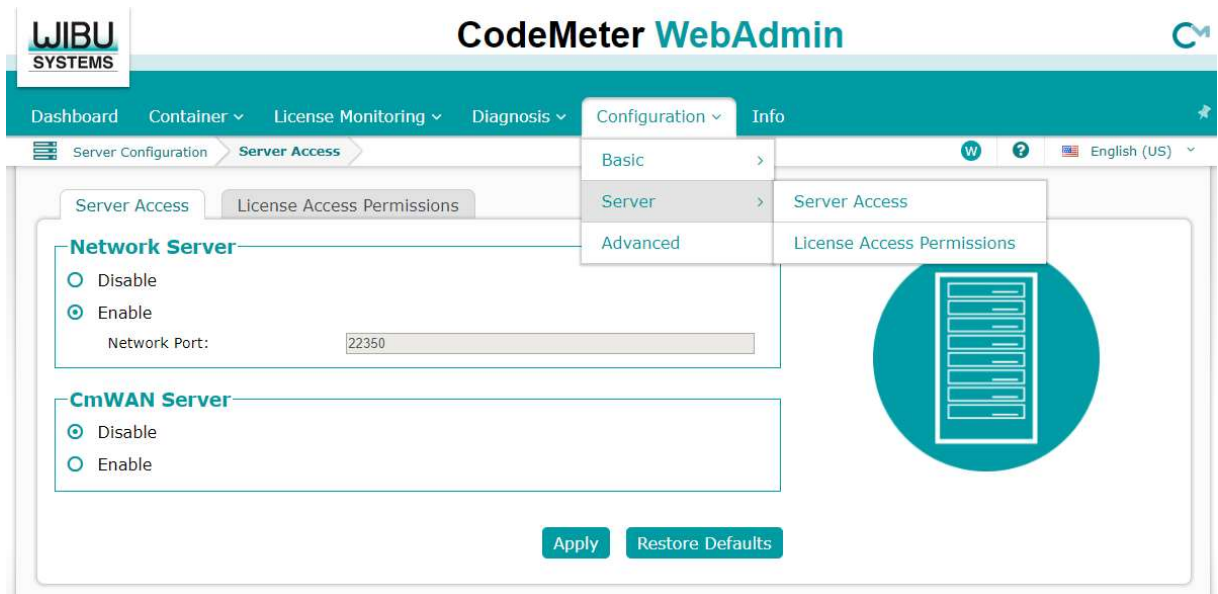 WIBU
SYSTEMS
CodeMeter WebAdmin
CM
Dashboard Container License Monitoring Diagnosis Configuration Info
Server Configuration Server Access
W ? English (US)
Basic
Server
Advanced
Server Access
License Access Permissions
Server Access License Access Permissions
Network Server
Disable
Enable
Network Port: 22350
CmWAN Server
Disable
Enable
Apply Restore Defaults